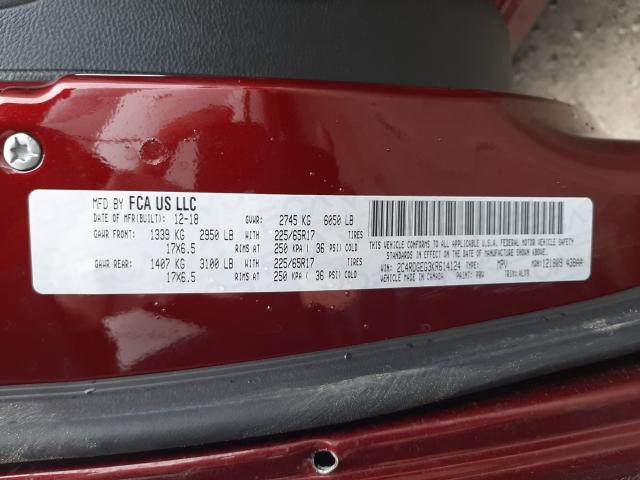 MFD BY FCA US LLC
DATE OF MFR(BUILT): 12-18 GVWR: 2745 KG 6050 LB
GAWR FRONT: 1339 KG 2950 LB WITH 225/65R17 TIRES
17X6.5 RIMS AT 250 KPA ( 36 PSI) COLD
GAWR REAR: 1407 KG 3100 LB WITH 225/65R17 TIRES
17X6.5 RIMS AT 250 KPA ( 36 PSI) COLD
THIS VEHICLE CONFORMS TO ALL APPLICABLE U.S.A. FEDERAL MOTOR VEHICLE SAFETY
STANDARDS IN EFFECT ON THE DATE OF MANUFACTURE SHOWN ABOVE.
VIN: 2C4RDGEG3KR614124 TYPE: MPV MDH: 121809
VEHICLE MADE IN CANADA PAINT: TRIM: